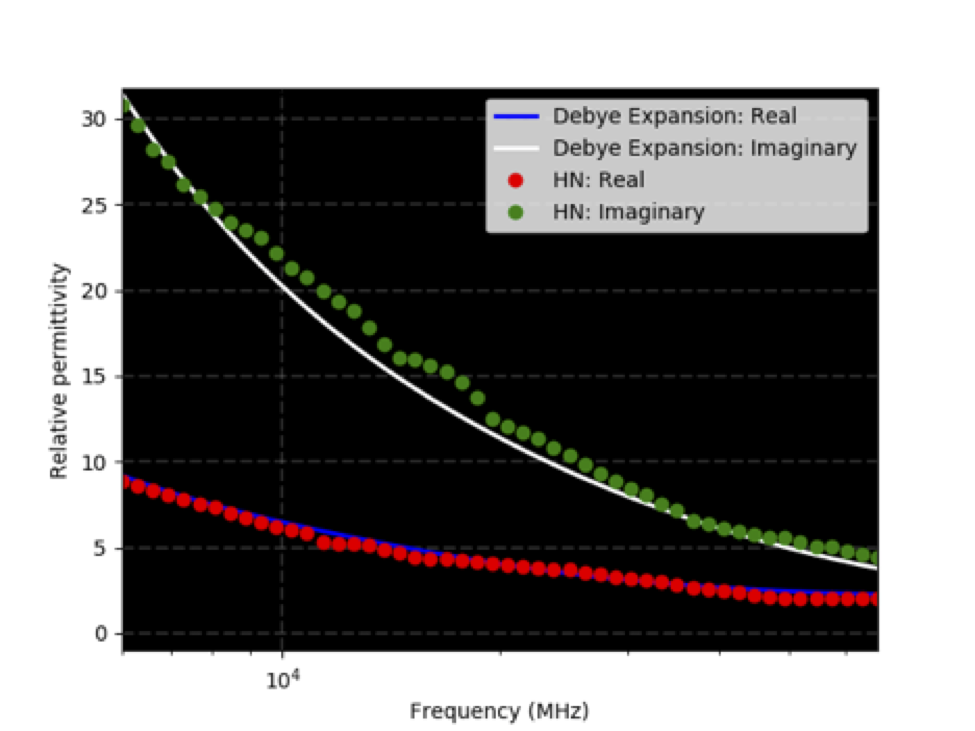 30
25
20
15
10
5
0
Relative permittivity
Debye Expansion: Real
Debye Expansion: Imaginary
HN: Real
HN: Imaginary
10⁴
Frequency (MHz)